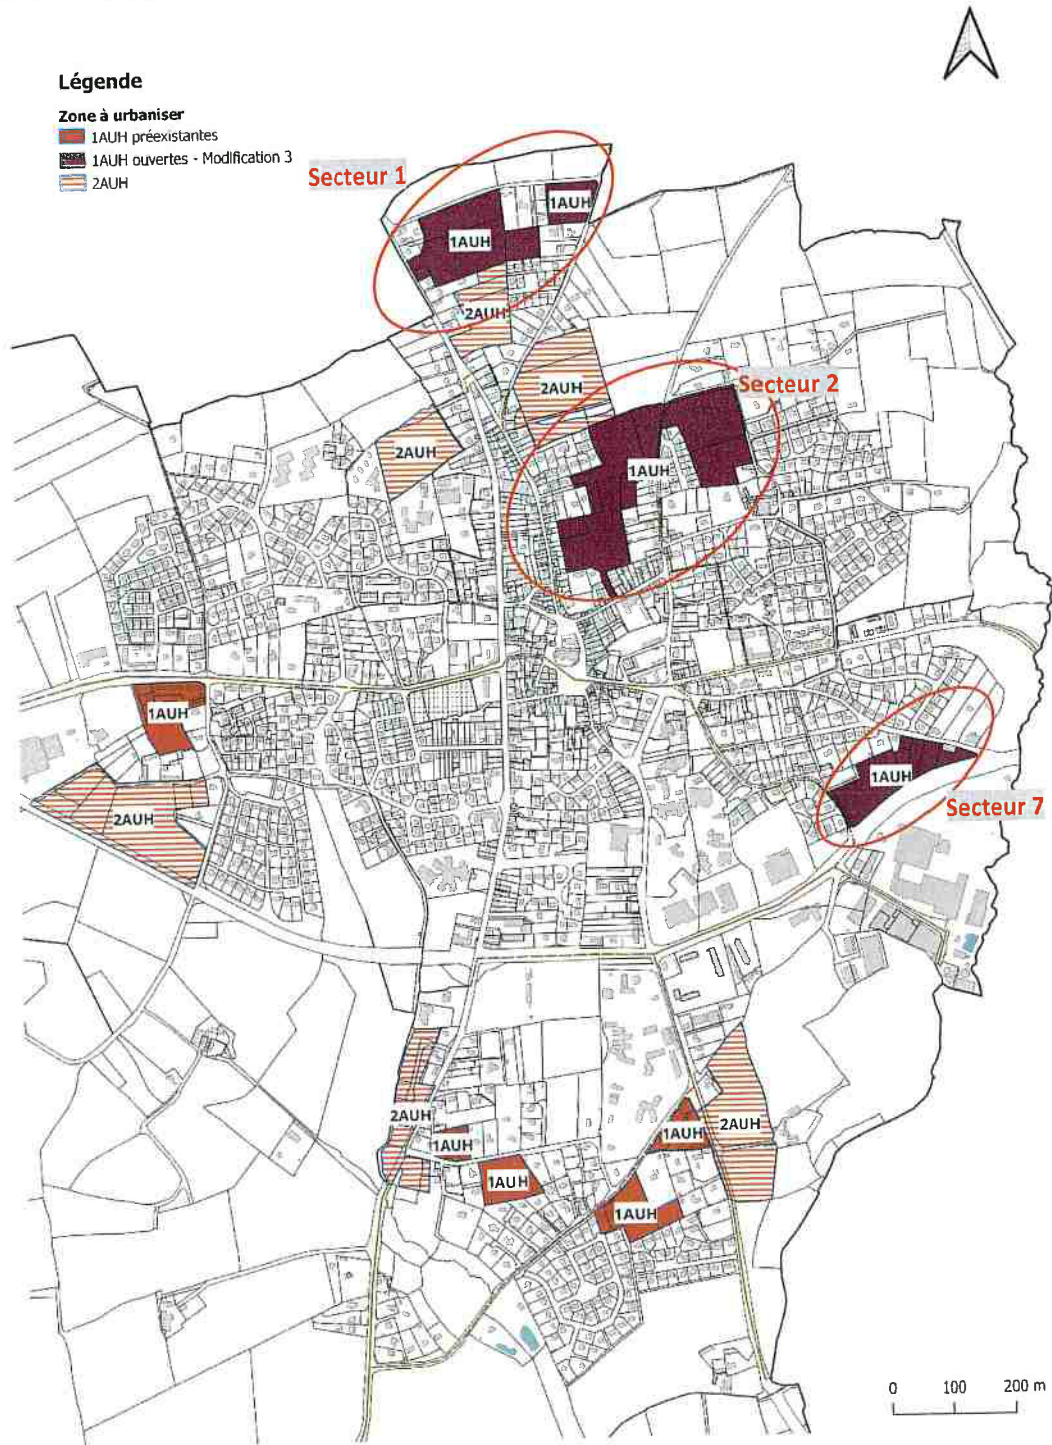 Légende
Zone à urbaniser
1AUH préexistantes
1AUH ouvertes - Modification 3
2AUH
Secteur 1
1AUH
1AUH
2AUH
2AUH
Secteur 2
2AUH
1AUH
1AUH
1AUH
Secteur 7
2AUH
2AUH
1AUH
1AUH
2AUH
1AUH
1AUH
0 100 200 m